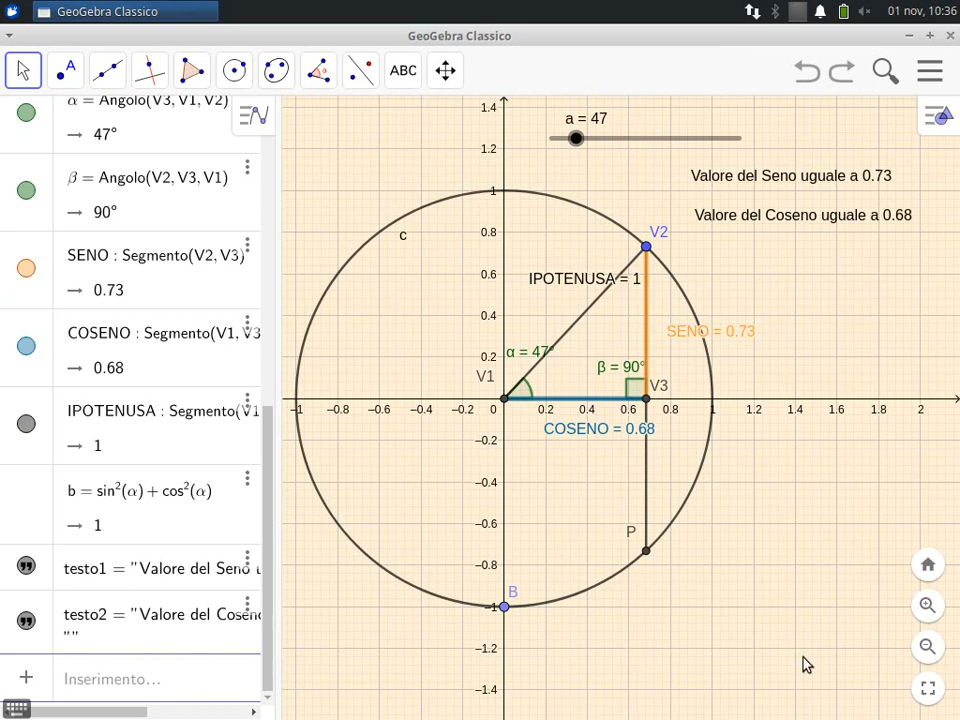 GeoGebra Classico
01 nov, 10:36
GeoGebra Classico
A
ABC
α = Angolo(V3, V1, V2)
→ 47°
β = Angolo(V2, V3, V1)
→ 90°
SENO : Segmento(V2, V3)
→ 0.73
COSENO : Segmento(V1, V3
→ 0.68
IPOTENUSA : Segmento(V1
→ 1
b = sin²(α) + cos²(α)
→ 1
testo1 = "Valore del Seno
testo2 = "Valore del Coseno
""
Inserimento…
a = 47
Valore del Seno uguale a 0.73
Valore del Coseno uguale a 0.68
c
V2
IPOTENUSA = 1
SENO = 0.73
α = 47°
β = 90°
V1
V3
COSENO = 0.68
P
B
1.4
1.2
1
0.8
0.6
0.4
0.2
0
−0.2
−0.4
−0.6
−0.8
−1
−1.2
−1.4
−1 −0.8 −0.6 −0.4 −0.2 0.2 0.4 0.6 0.8 1 1.2 1.4 1.6 1.8 2